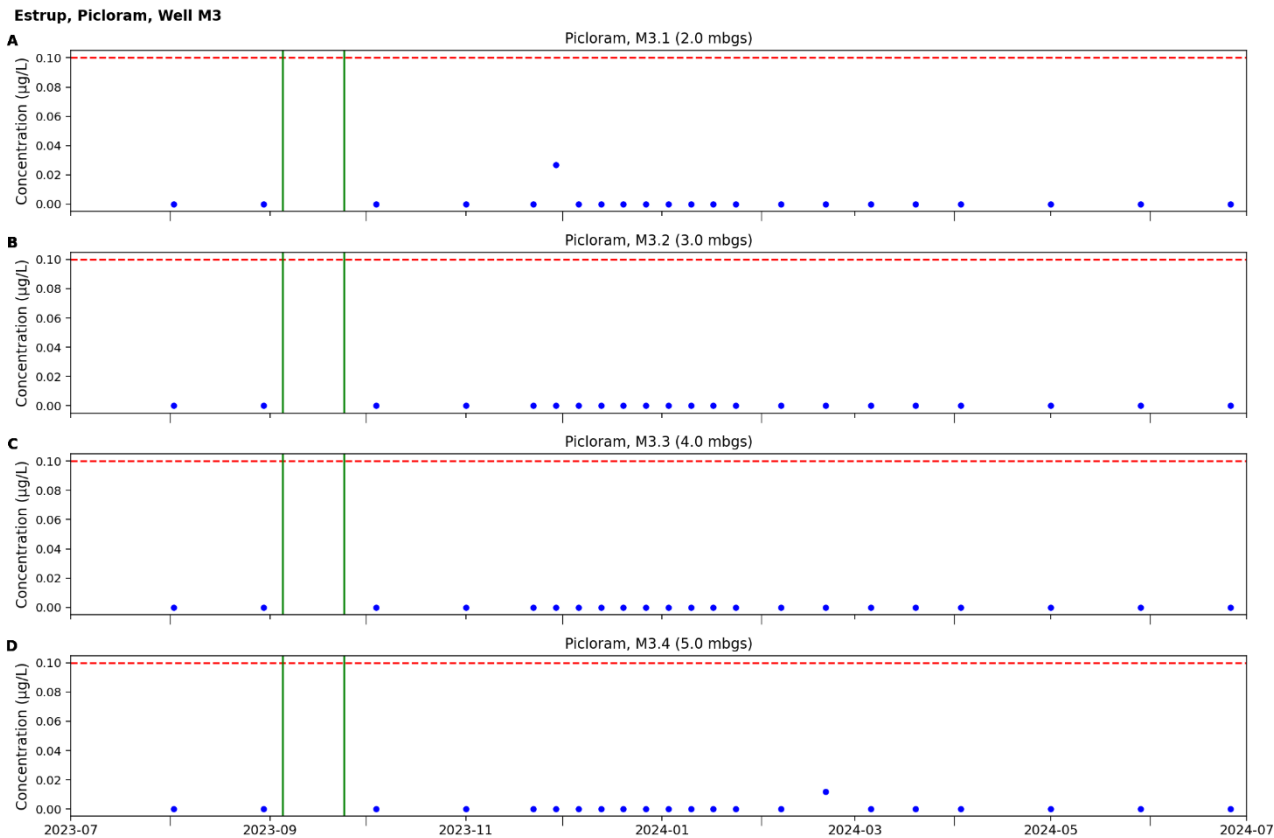 Estrup, Picloram, Well M3
A
Picloram, M3.1 (2.0 mbgs)
Concentration (µg/L)
0.10
0.08
0.06
0.04
0.02
0.00
B
Picloram, M3.2 (3.0 mbgs)
Concentration (µg/L)
0.10
0.08
0.06
0.04
0.02
0.00
C
Picloram, M3.3 (4.0 mbgs)
Concentration (µg/L)
0.10
0.08
0.06
0.04
0.02
0.00
D
Picloram, M3.4 (5.0 mbgs)
Concentration (µg/L)
0.10
0.08
0.06
0.04
0.02
0.00
2023-07 2023-09 2023-11 2024-01 2024-03 2024-05 2024-07